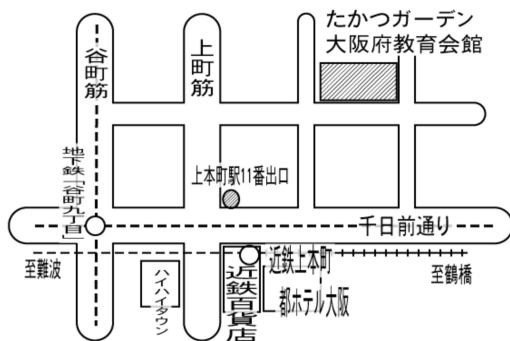 たかつガーデン
大阪府教育会館
谷町筋
上町筋
地下鉄「谷町九丁目」
上本町駅11番出口
千日前通り
至難波
ハイハイタウン
近鉄百貨店
近鉄上本町
都ホテル大阪
至鶴橋